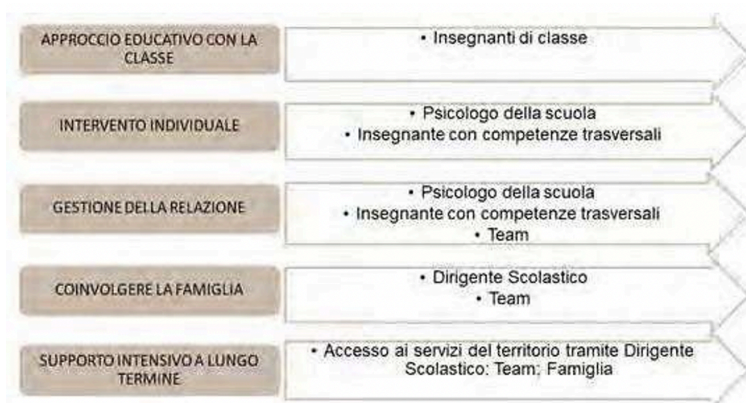 APPROCCIO EDUCATIVO CON LA
CLASSE
• Insegnanti di classe
INTERVENTO INDIVIDUALE
• Psicologo della scuola
• Insegnante con competenze trasversali
GESTIONE DELLA RELAZIONE
• Psicologo della scuola
• Insegnante con competenze trasversali
• Team
COINVOLGERE LA FAMIGLIA
• Dirigente Scolastico
• Team
SUPPORTO INTENSIVO A LUNGO
TERMINE
• Accesso ai servizi del territorio tramite Dirigente
Scolastico; Team; Famiglia